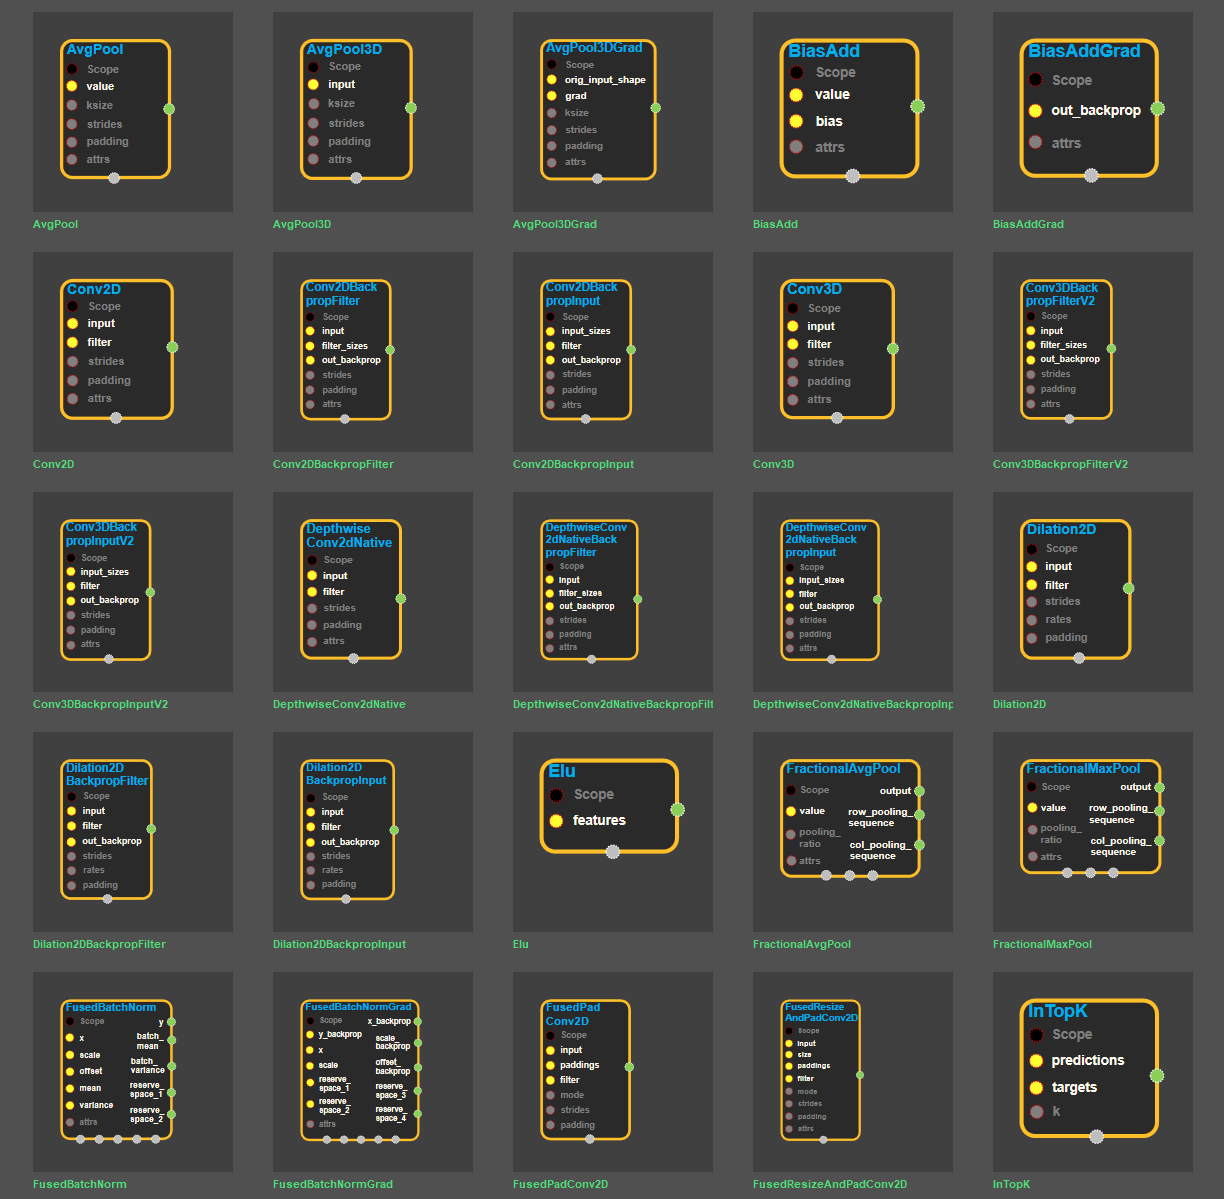 AvgPool
Scope
value
ksize
strides
padding
attrs
AvgPool
AvgPool3D
Scope
input
ksize
strides
padding
attrs
AvgPool3D
AvgPool3DGrad
Scope
orig_input_shape
grad
ksize
strides
padding
attrs
AvgPool3DGrad
BiasAdd
Scope
value
bias
attrs
BiasAdd
BiasAddGrad
Scope
out_backprop
attrs
BiasAddGrad
Conv2D
Scope
input
filter
strides
padding
attrs
Conv2D
Conv2DBack
propFilter
Scope
input
filter_sizes
out_backprop
strides
padding
attrs
Conv2DBackpropFilter
Conv2DBack
propInput
Scope
input_sizes
filter
out_backprop
strides
padding
attrs
Conv2DBackpropInput
Conv3D
Scope
input
filter
strides
padding
attrs
Conv3D
Conv3DBack
propFilterV2
Scope
input
filter_sizes
out_backprop
strides
padding
attrs
Conv3DBackpropFilterV2
Conv3DBack
propInputV2
Scope
input_sizes
filter
out_backprop
strides
padding
attrs
Conv3DBackpropInputV2
Depthwise
Conv2dNative
Scope
input
filter
strides
padding
attrs
DepthwiseConv2dNative
DepthwiseConv
2dNativeBack
propFilter
Scope
input
filter_sizes
out_backprop
strides
padding
attrs
DepthwiseConv2dNativeBackpropFilt
DepthwiseConv
2dNativeBack
propInput
Scope
input_sizes
filter
out_backprop
strides
padding
attrs
DepthwiseConv2dNativeBackpropInp
Dilation2D
Scope
input
filter
strides
rates
padding
Dilation2D
Dilation2D
BackpropFilter
Scope
input
filter
out_backprop
strides
rates
padding
Dilation2DBackpropFilter
Dilation2D
BackpropInput
Scope
input
filter
out_backprop
strides
rates
padding
Dilation2DBackpropInput
Elu
Scope
features
Elu
FractionalAvgPool
Scope
output
value
row_pooling_
sequence
pooling_
ratio
col_pooling_
sequence
attrs
FractionalAvgPool
FractionalMaxPool
Scope
output
value
row_pooling_
sequence
pooling_
ratio
col_pooling_
sequence
attrs
FractionalMaxPool
FusedBatchNorm
Scope
y
x
batch_
mean
scale
batch_
variance
offset
mean
reserve_
space_1
variance
reserve_
space_2
attrs
FusedBatchNorm
FusedBatchNormGrad
Scope
x_backprop
y_backprop
scale_
backprop
x
offset_
backprop
scale
reserve_
space_1
reserve_
space_3
reserve_
space_2
reserve_
space_4
attrs
FusedBatchNormGrad
FusedPad
Conv2D
Scope
input
paddings
filter
mode
strides
padding
FusedPadConv2D
FusedResize
AndPadConv2D
Scope
input
size
paddings
filter
mode
strides
padding
attrs
FusedResizeAndPadConv2D
InTopK
Scope
predictions
targets
k
InTopK